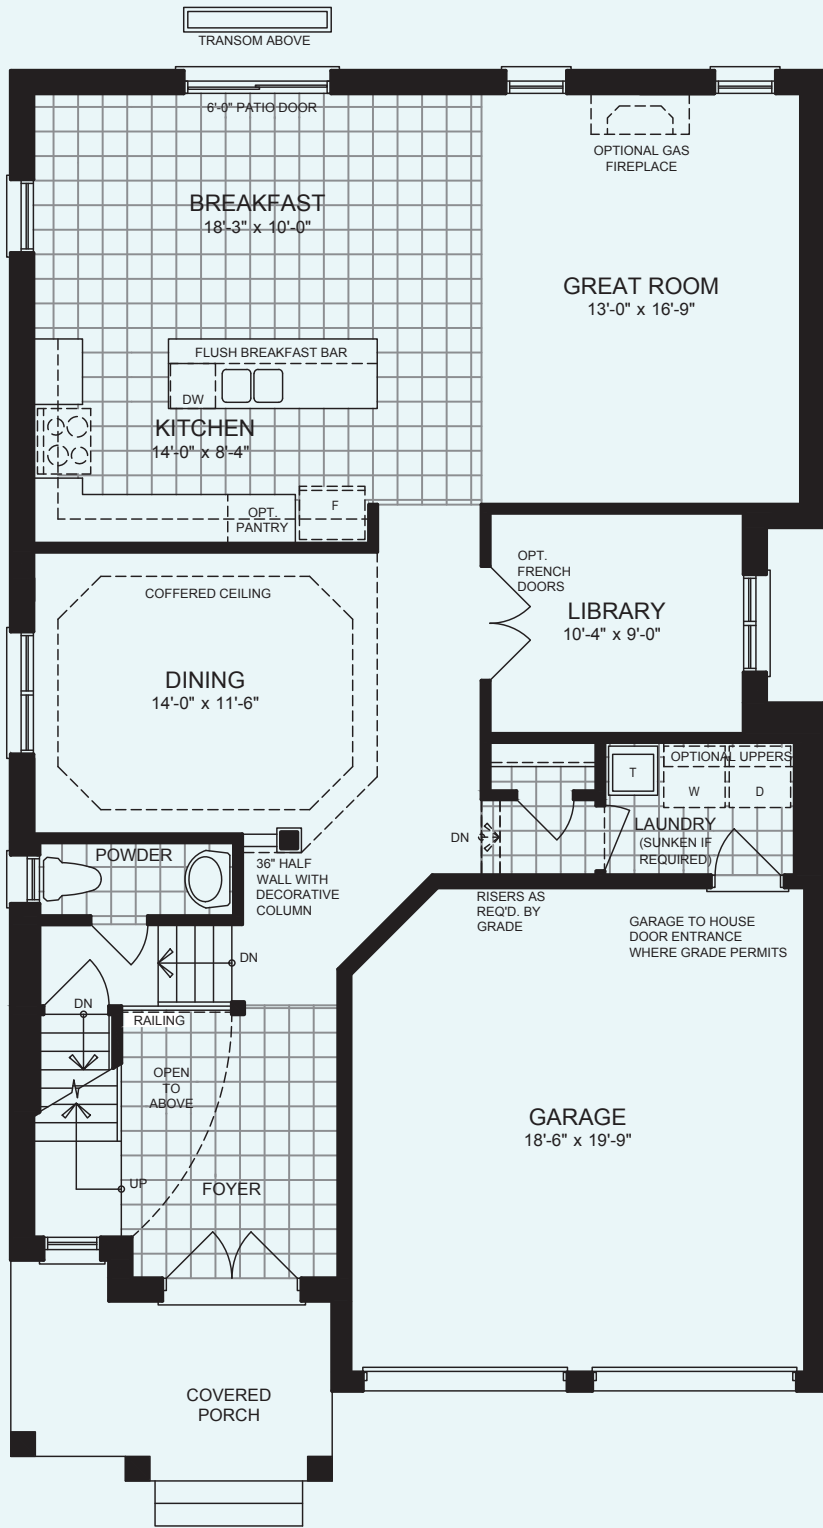 TRANSOM ABOVE
6'-0" PATIO DOOR
OPTIONAL GAS
FIREPLACE
BREAKFAST
18'-3" x 10'-0"
GREAT ROOM
13'-0" x 16'-9"
FLUSH BREAKFAST BAR
DW
KITCHEN
14'-0" x 8'-4"
OPT.
PANTRY
F
OPT.
FRENCH
DOORS
COFFERED CEILING
LIBRARY
10'-4" x 9'-0"
DINING
14'-0" x 11'-6"
OPTIONAL UPPERS
T
W
D
DN
LAUNDRY
(SUNKEN IF
REQUIRED)
POWDER
36" HALF
WALL WITH
DECORATIVE
COLUMN
RISERS AS
REQ'D. BY
GRADE
GARAGE TO HOUSE
DOOR ENTRANCE
WHERE GRADE PERMITS
DN
DN
RAILING
OPEN
TO
ABOVE
GARAGE
18'-6" x 19'-9"
UP
FOYER
COVERED
PORCH